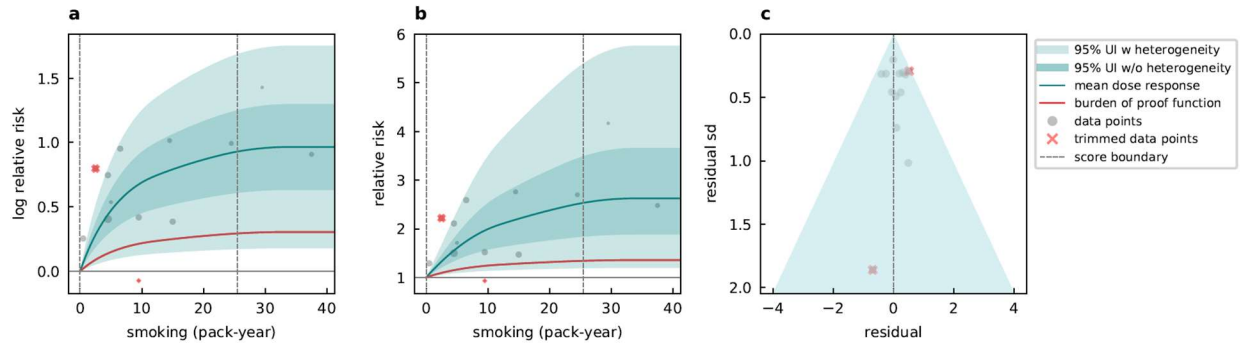 a
log relative risk
1.5
1.0
0.5
0.0
0 10 20 30 40
smoking (pack-year)
b
relative risk
6
5
4
3
2
1
0 10 20 30 40
smoking (pack-year)
c
residual sd
0.0
0.5
1.0
1.5
2.0
−4 −2 0 2 4
residual
95% UI w heterogeneity
95% UI w/o heterogeneity
mean dose response
burden of proof function
data points
trimmed data points
score boundary